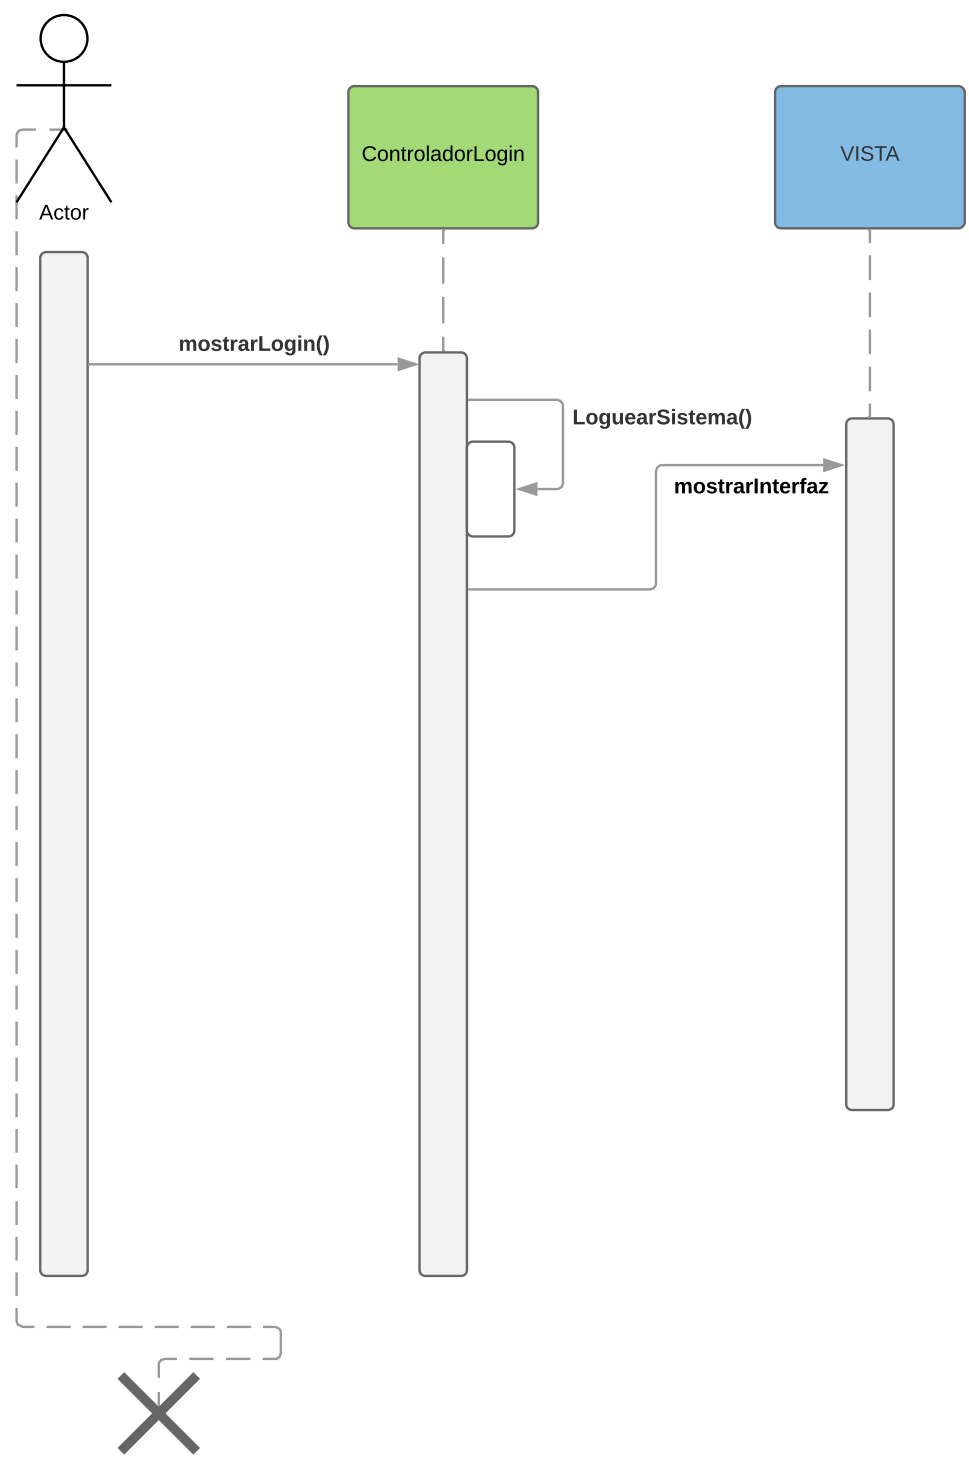 ControladorLogin
VISTA
Actor
mostrarLogin()
LoguearSistema()
mostrarInterfaz